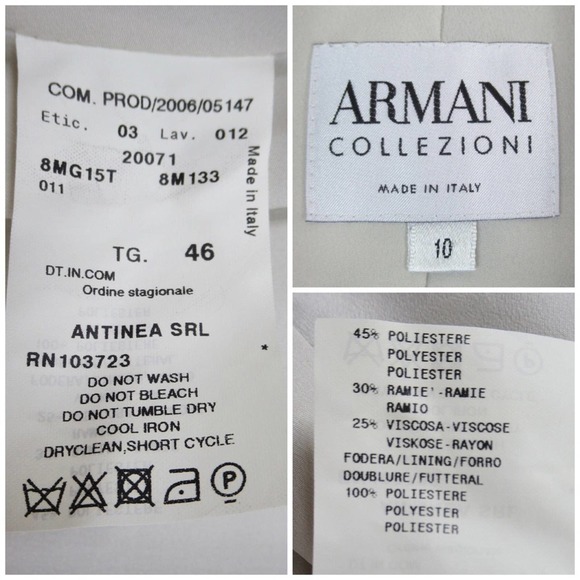 COM. PROD/2006/05147
Etic. 03 Lav. 012
20071
8MG15T 8M133
011
Made in Italy
TG. 46
DT.IN.COM
Ordine stagionale
ANTINEA SRL
RN103723 *
DO NOT WASH
DO NOT BLEACH
DO NOT TUMBLE DRY
COOL IRON
DRYCLEAN,SHORT CYCLE
P
ARMANI
COLLEZIONI
MADE IN ITALY
10
45% POLIESTERE
POLYESTER
POLIESTER
30% RAMIE'-RAMIE
RAMIO
25% VISCOSA-VISCOSE
VISKOSE-RAYON
FODERA/LINING/FORRO
DOUBLURE/FUTTERAL
100% POLIESTERE
POLYESTER
POLIESTER